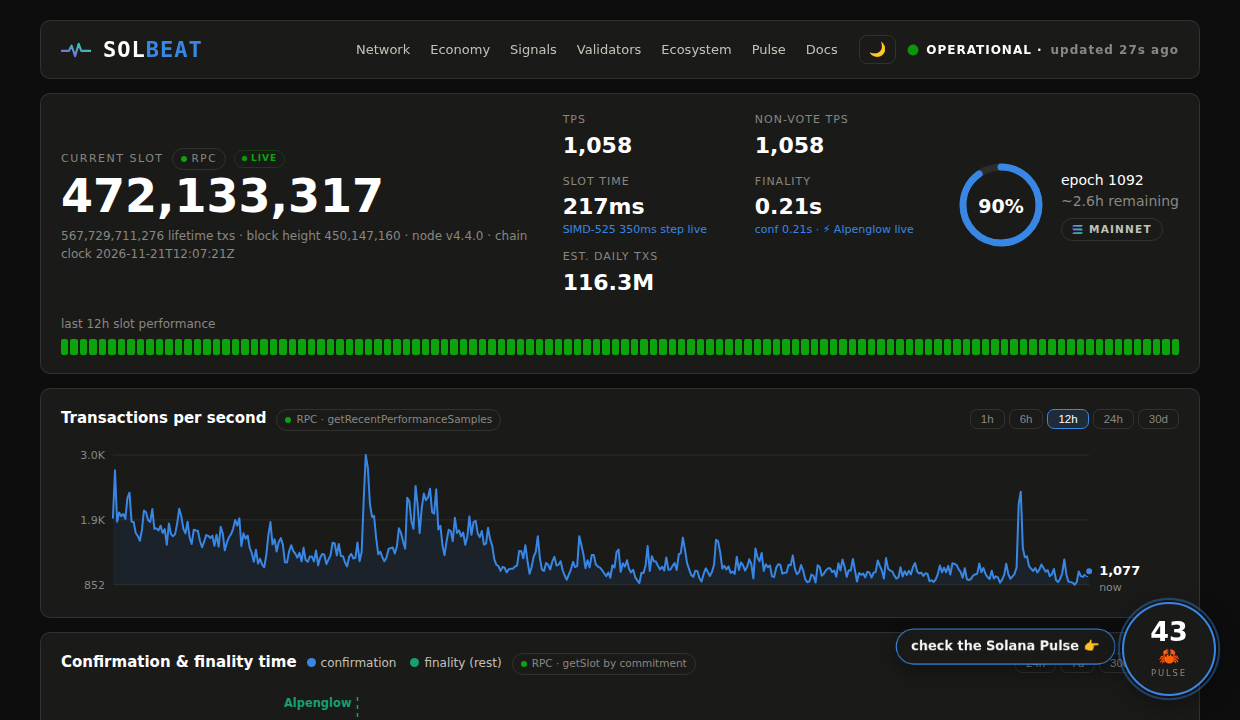 SOLBEAT
Network Economy Signals Validators Ecosystem Pulse Docs
🌙
OPERATIONAL · updated 27s ago
CURRENT SLOT RPC LIVE
472,133,317
567,729,711,276 lifetime txs · block height 450,147,160 · node v4.4.0 · chain
clock 2026-11-21T12:07:21Z
TPS
1,058
NON-VOTE TPS
1,058
SLOT TIME
217ms
SIMD-525 350ms step live
FINALITY
0.21s
conf 0.21s · ⚡ Alpenglow live
EST. DAILY TXS
116.3M
90%
epoch 1092
~2.6h remaining
MAINNET
last 12h slot performance
Transactions per second RPC · getRecentPerformanceSamples
1h 6h 12h 24h 30d
3.0K
1.9K
852
1,077
now
Confirmation & finality time confirmation finality (rest) RPC · getSlot by commitment
Alpenglow
check the Solana Pulse 👉
43
🦀
PULSE